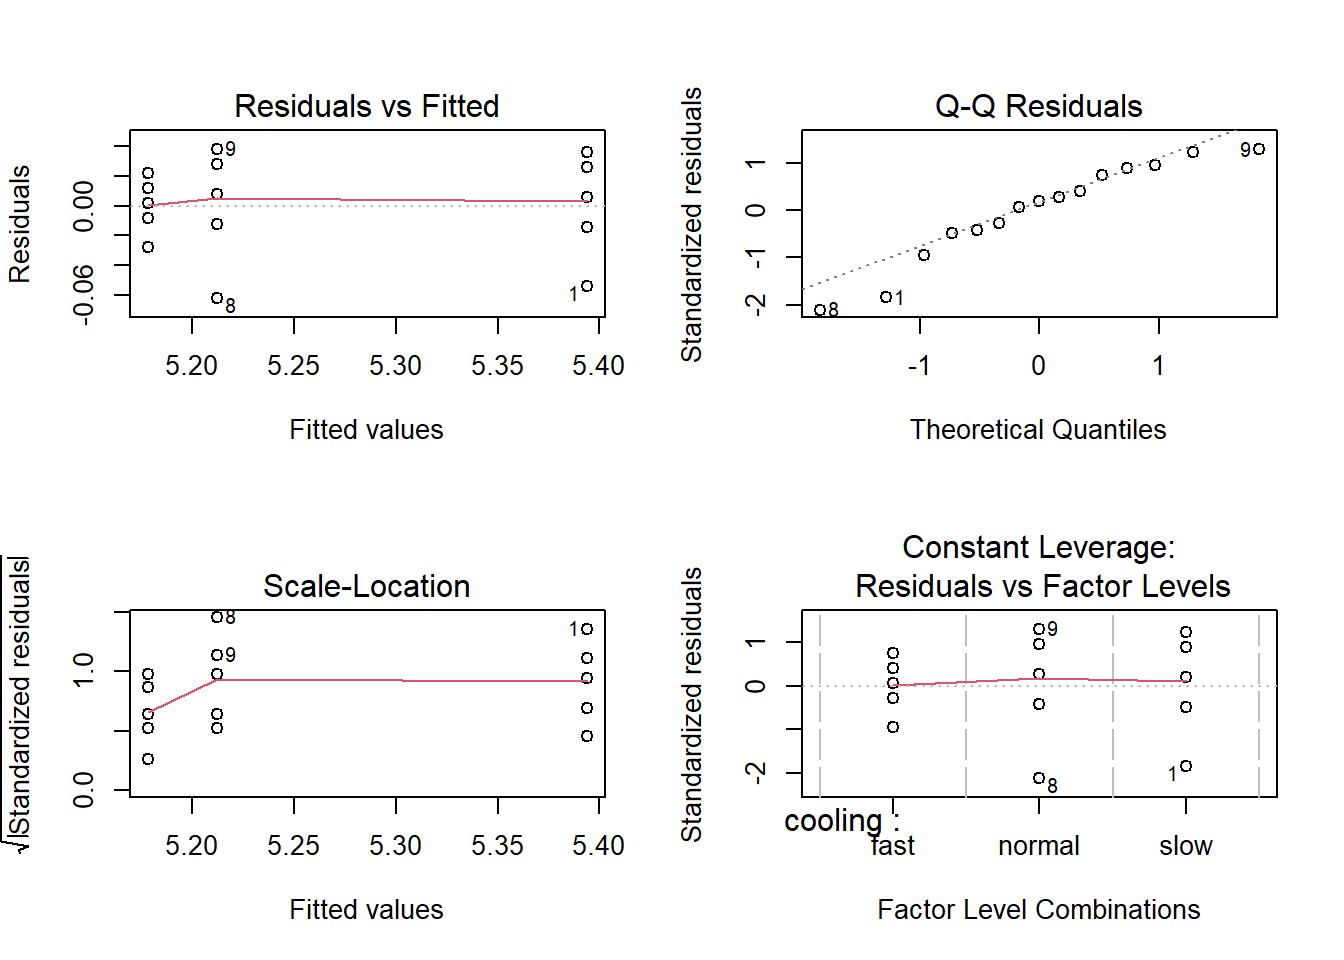 Residuals vs Fitted
Residuals
0.00
-0.06
9
8
1
5.20 5.25 5.30 5.35 5.40
Fitted values
Q-Q Residuals
Standardized residuals
1
0
-1
-2
9
1
8
-1 0 1
Theoretical Quantiles
Scale-Location
√|Standardized residuals|
1.0
0.0
8
9
1
5.20 5.25 5.30 5.35 5.40
Fitted values
Constant Leverage:
Residuals vs Factor Levels
Standardized residuals
1
0
-2
9
8
1
cooling :
fast normal slow
Factor Level Combinations